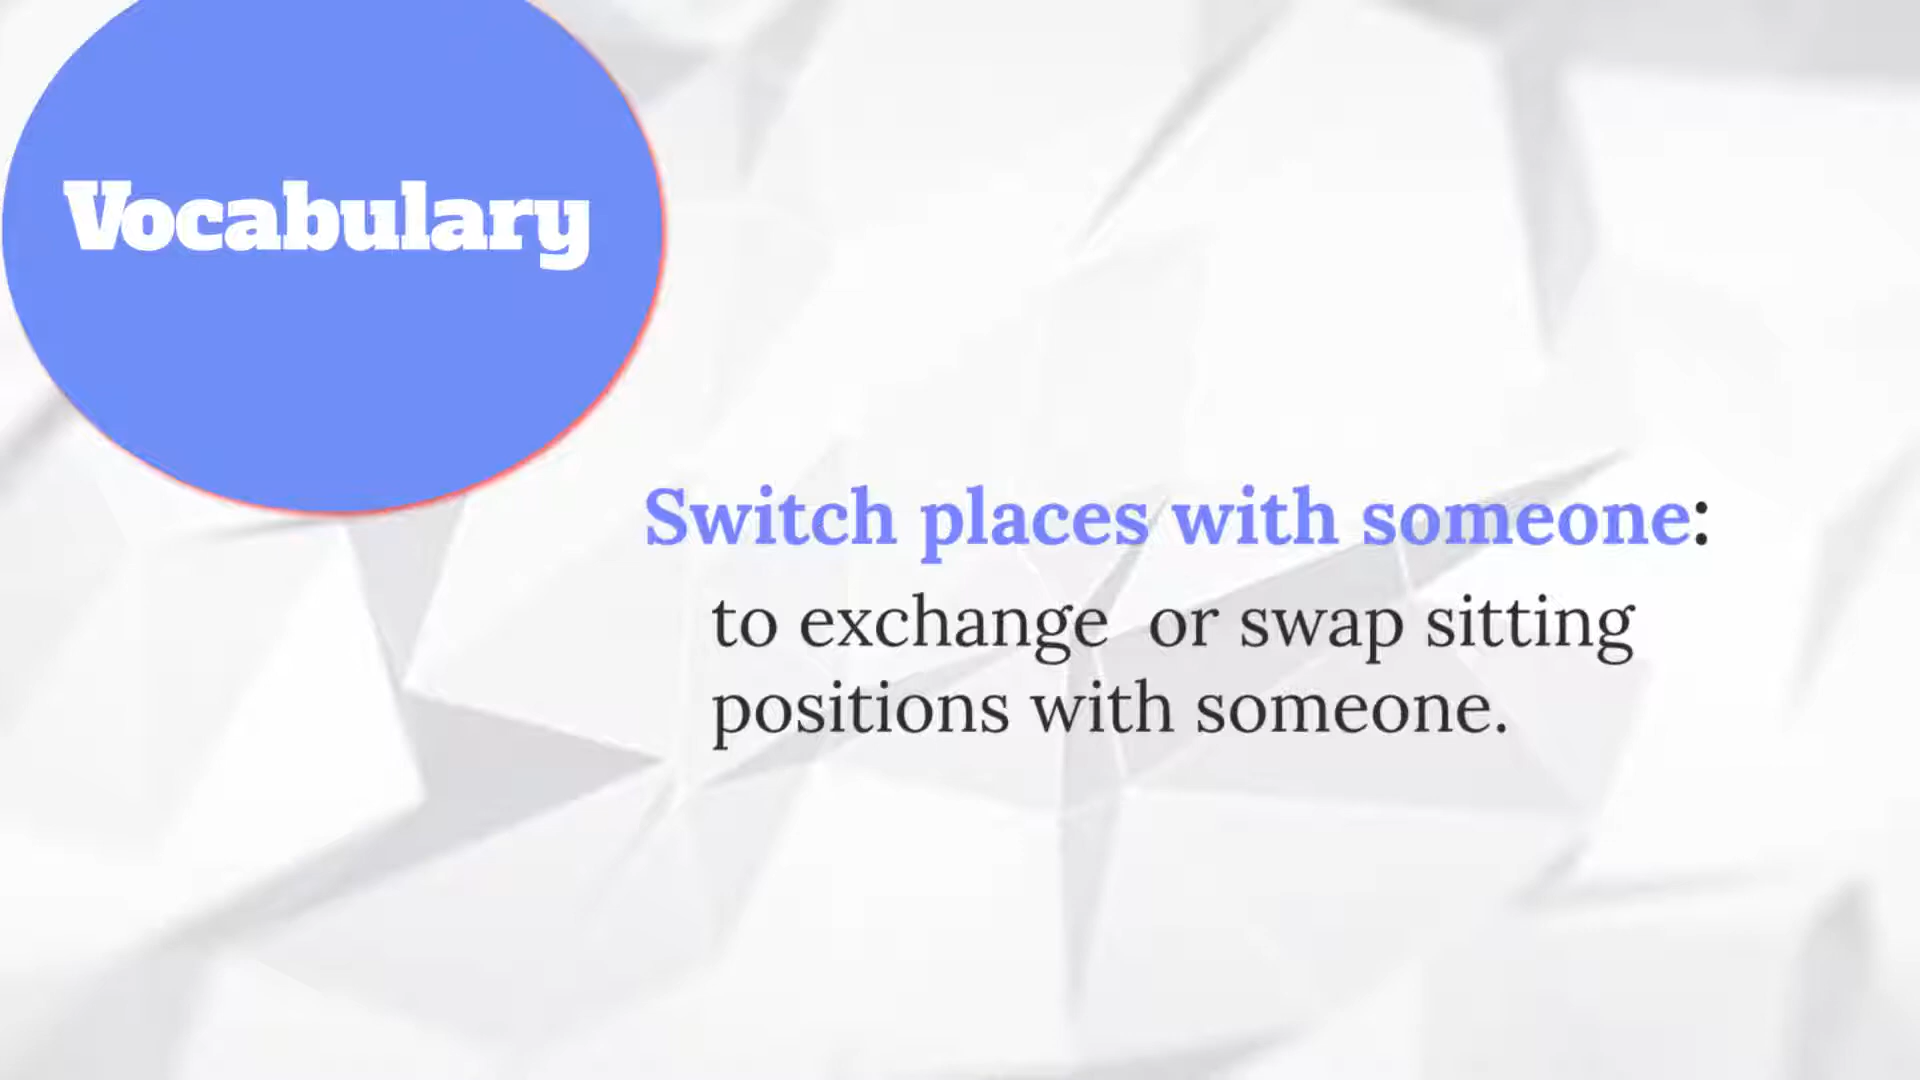 Vocabulary
Switch places with someone:
to exchange  or swap sitting
positions with someone.